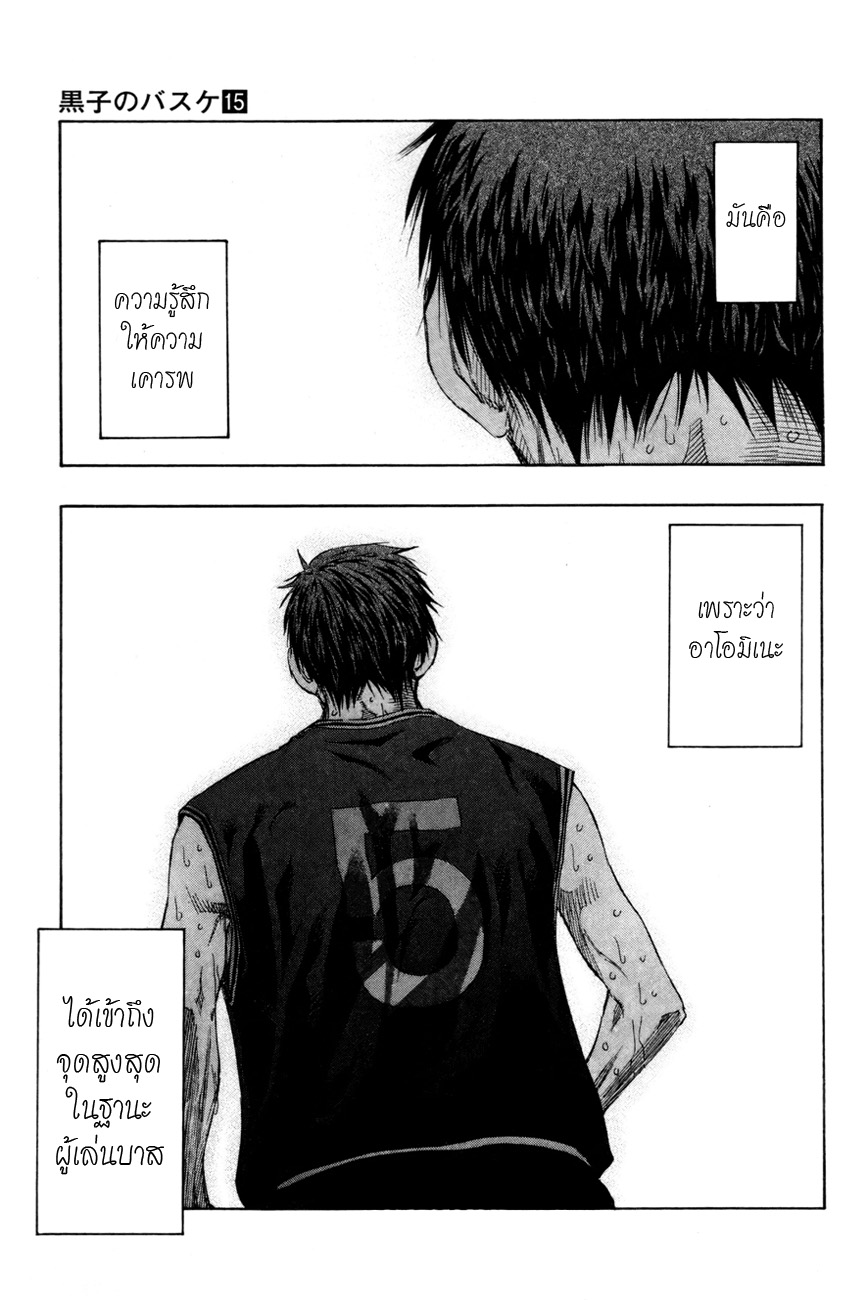 黒子のバスケ15
มันคือ
ความรู้สึก
ให้ความ
เคารพ
เพราะว่า
อาโอมิเนะ
5
ได้เข้าถึง
จุดสูงสุด
ในฐานะ
ผู้เล่นบาส